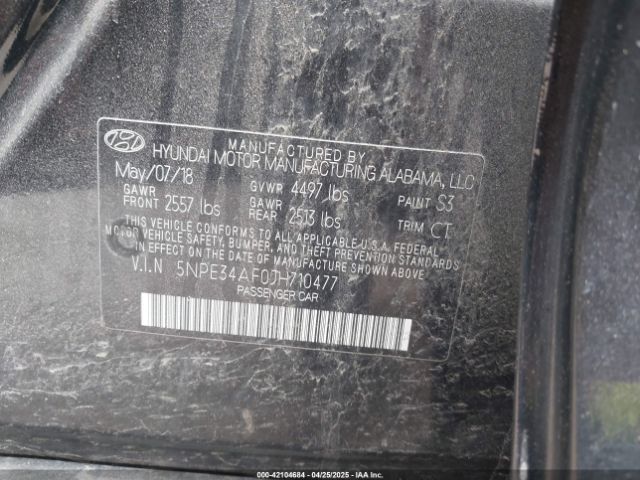 MANUFACTURED BY
HYUNDAI MOTOR MANUFACTURING ALABAMA, LLC
May/07/18 GVWR 4497 lbs PAINT S3
GAWR FRONT 2557 lbs GAWR REAR 2513 lbs TRIM CT
THIS VEHICLE CONFORMS TO ALL APPLICABLE U.S.A FEDERAL
MOTOR VEHICLE SAFETY, BUMPER, AND THEFT PREVENTION STANDARDS
IN EFFECT ON THE DATE OF MANUFACTURE SHOWN ABOVE.
V.I.N 5NPE34AF0JH710477
PASSENGER CAR
000-42104684 - 04/25/2025 - IAAI.COM